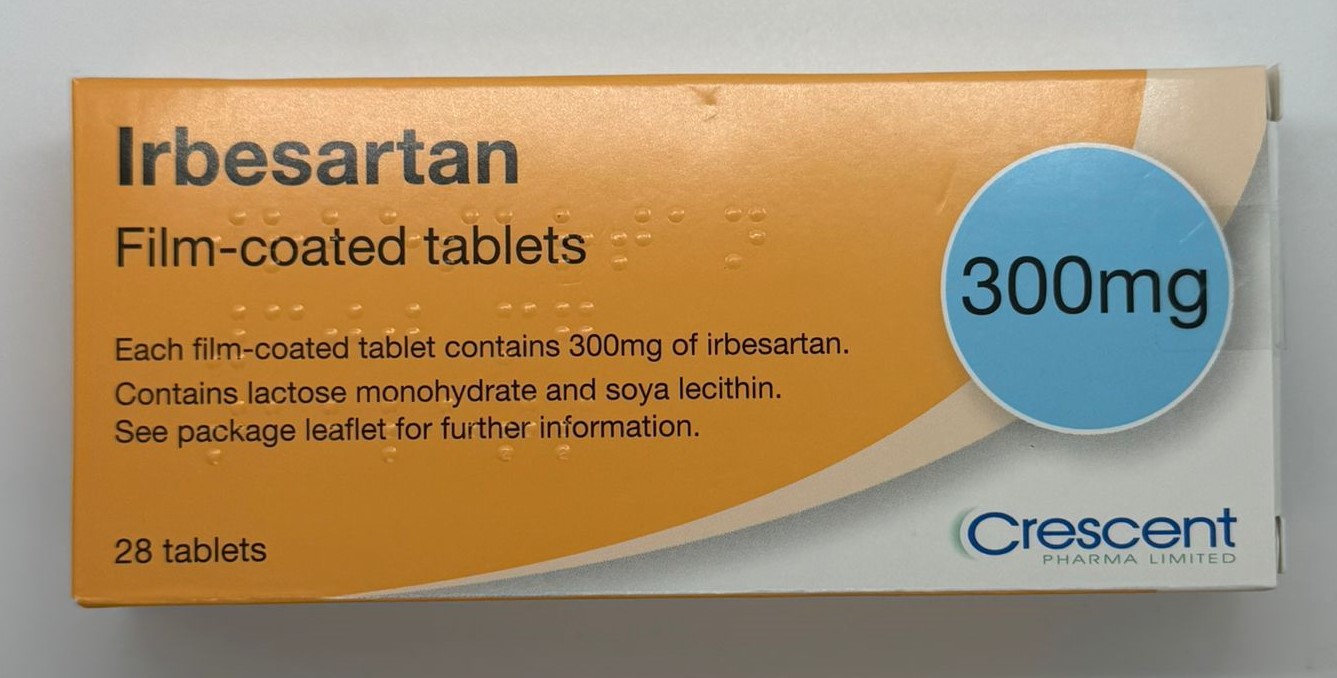 Irbesartan
Film-coated tablets
Each film-coated tablet contains 300mg of irbesartan.
Contains lactose monohydrate and soya lecithin.
See package leaflet for further information.
28 tablets
300mg
Crescent
PHARMA LIMITED